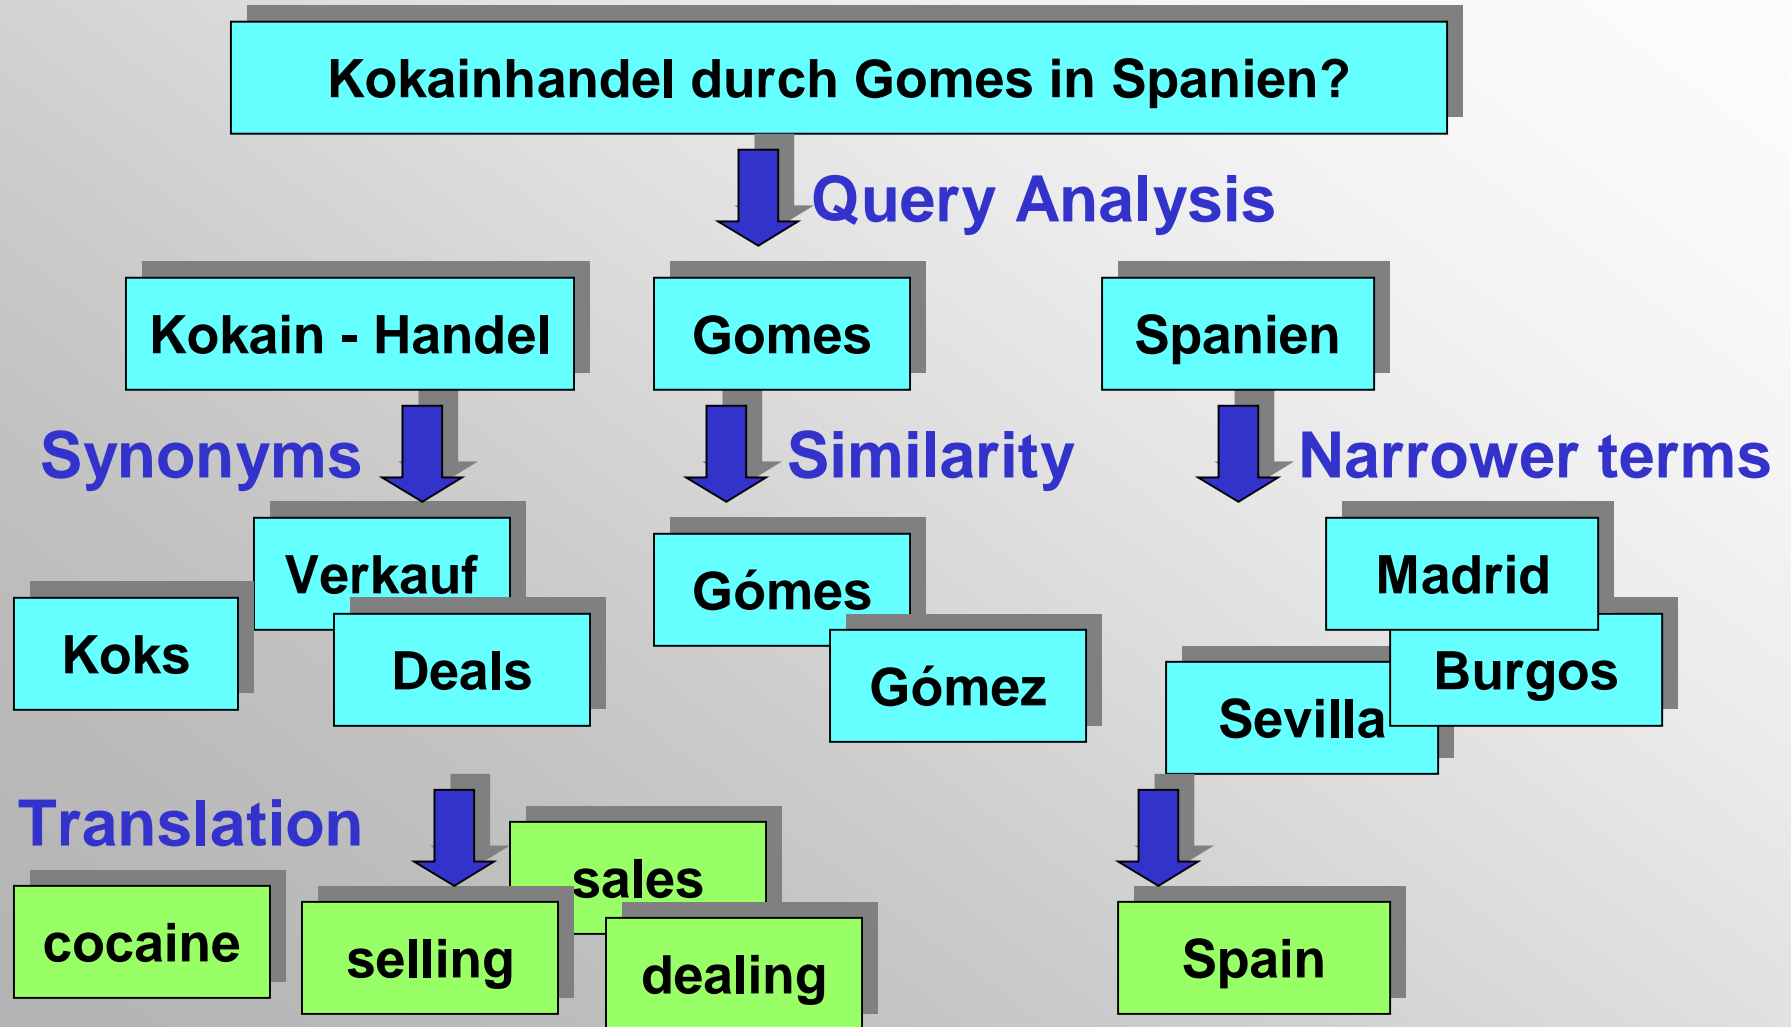 Kokainhandel durch Gomes in Spanien?
Query Analysis
Kokain - Handel
Gomes
Spanien
Synonyms
Similarity
Narrower terms
Verkauf
Koks
Deals
Gómes
Gómez
Madrid
Burgos
Sevilla
Translation
sales
cocaine
selling
dealing
Spain